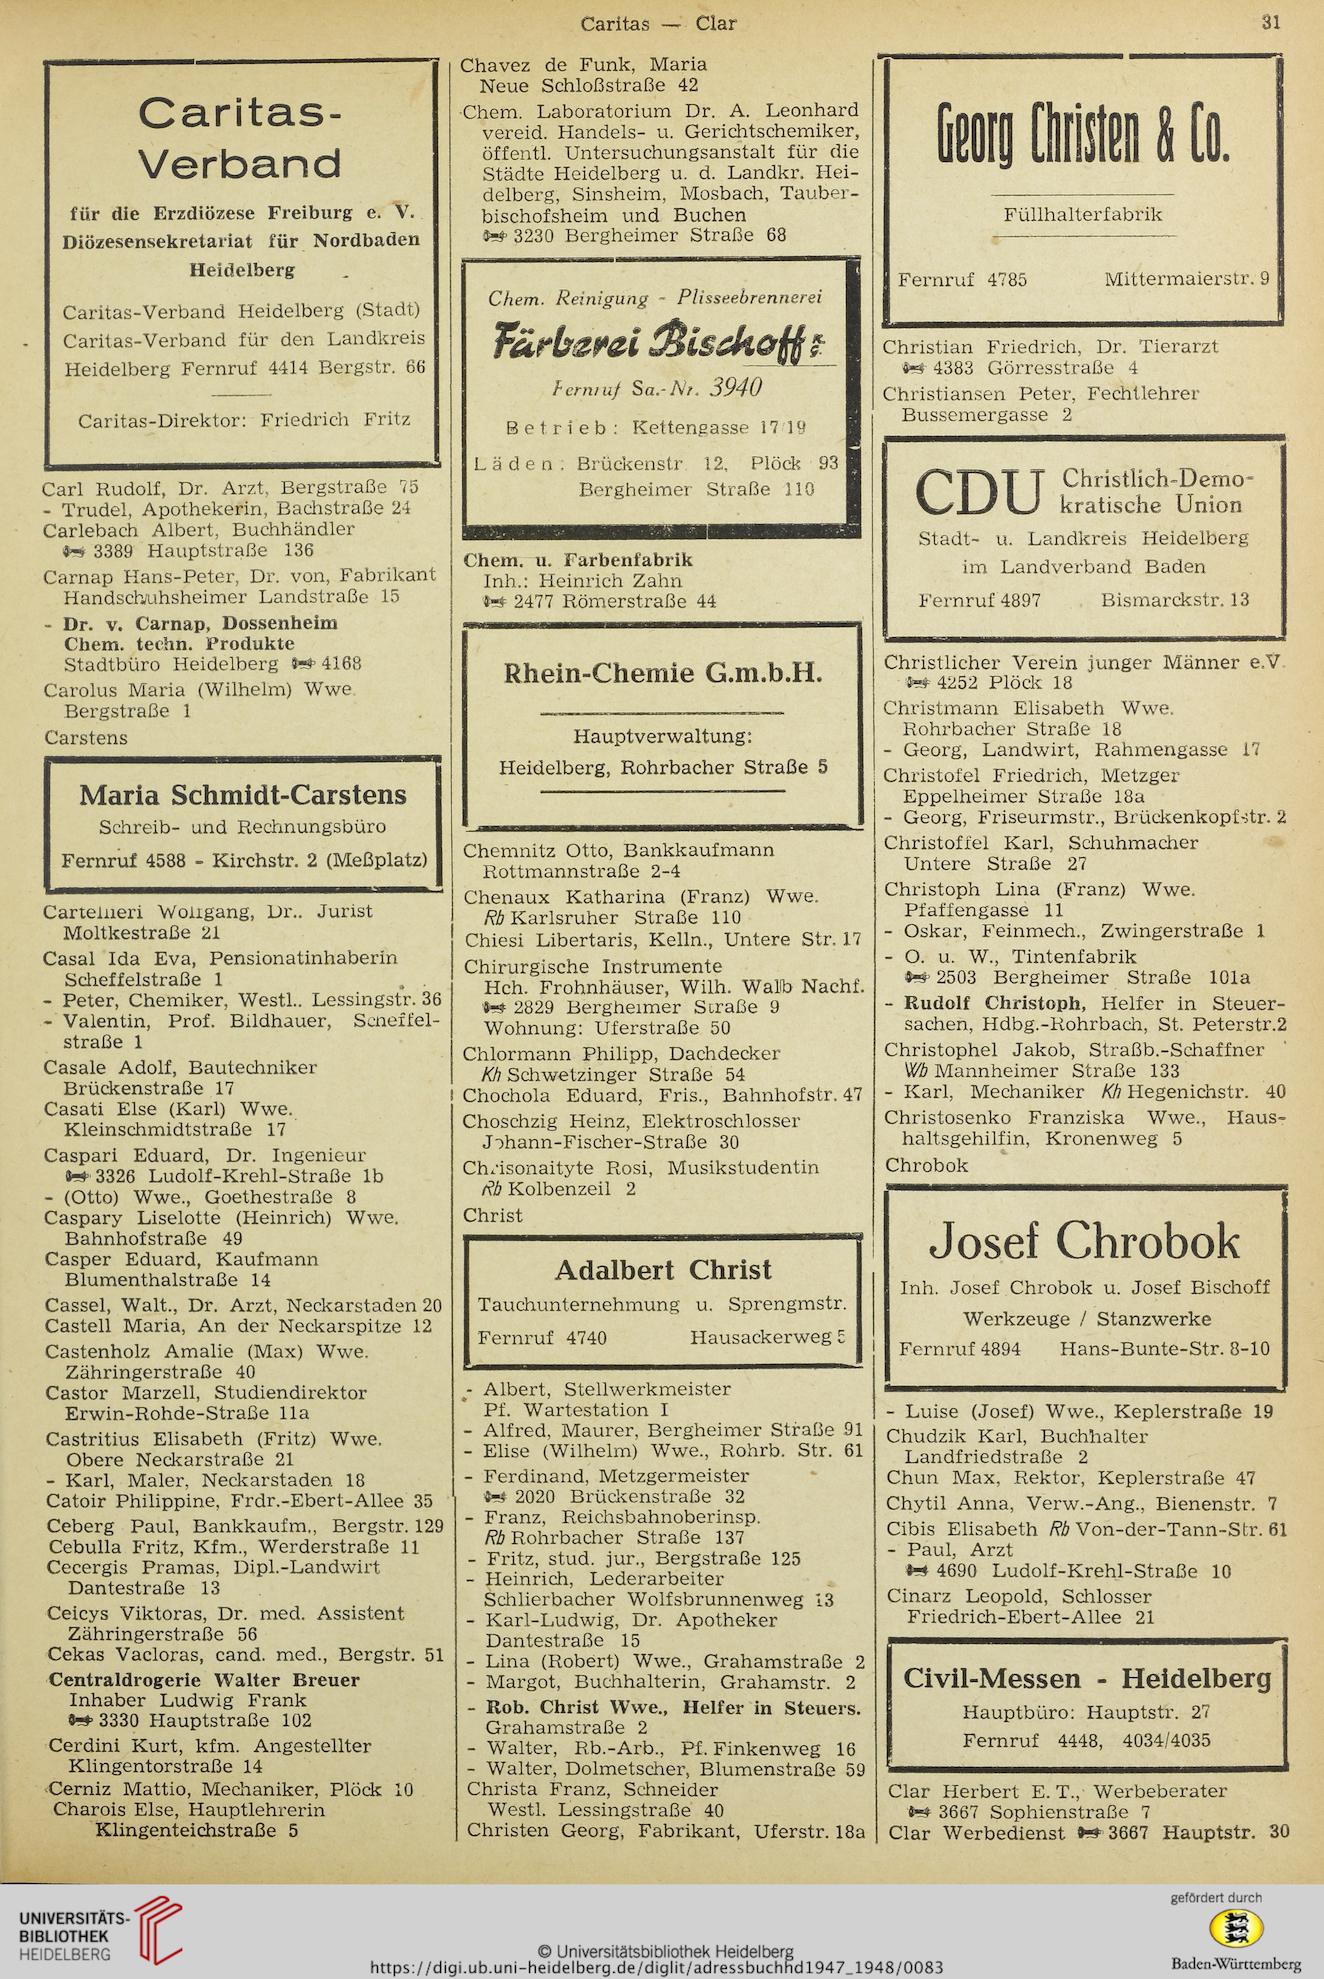 Caritas — Clar
31
Caritas-
Verband
für die Erzdiözese Freiburg e. V.
Diözesensekretariat für Nordbaden
Heidelberg
Caritas-Verband Heidelberg (Stadt)
Caritas-Verband für den Landkreis
Heidelberg Fernruf 4414 Bergstr. 66
Caritas-Direktor: Friedrich Fritz
Carl Rudolf, Dr. Arzt, Bergstraße 75
- Trudel, Apothekerin, Bachstraße 24
Carlebach Albert, Buchhändler
3389 Hauptstraße 136
Carnap Hans-Peter, Dr. von, Fabrikant
Handschuhsheimer Landstraße 15
- Dr. v. Carnap, Dossenheim
Chem. techn. Produkte
Stadtbüro Heidelberg 4168
Carolus Maria (Wilhelm) Wwe.
Bergstraße 1
Carstens
Maria Schmidt-Carstens
Schreib- und Rechnungsbüro
Fernruf 4588 - Kirchstr. 2 (Meßplatz)
Wolfgang, Dr.. Jurist
Moltkestraße 21
Casal Ida Eva, Pensionatinhaberin
Scheffelstraße 1
- Peter, Chemiker, Westl.. Lessingstr. 36
- Valentin, Prof. Bildhauer, Scheffel-
straße 1
Casale Adolf, Bautechniker
Brückenstraße 17
Casati Else (Karl) Wwe.
Kleinschmidtstraße 17
Caspari Eduard, Dr. Ingenieur
3326 Ludolf-Krehl-Straße 1b
- (Otto) Wwe., Goethestraße 8
Caspary Liselotte (Heinrich) Wwe.
Bahnhofstraße 49
Casper Eduard, Kaufmann
Blumenthalstraße 14
Cassel, Walt., Dr. Arzt, Neckarstaden 20
Castell Maria, An der Neckarspitze 12
Castenholz Amalie (Max) Wwe.
Zähringerstraße 40
Castor Marzell, Studiendirektor
Erwin-Rohde-Straße 11a
Castritius Elisabeth (Fritz) Wwe.
Obere Neckarstraße 21
- Karl, Maler, Neckarstaden 18
Catoir Philippine, Frdr.-Ebert-Allee 35
Ceberg Paul, Bankkaufm., Bergstr. 129
Cebulla Fritz, Kfm., Werderstraße 11
Cecergis Pramas, Dipl.-Landwirt
Dantestraße 13
Ceicys Viktoras, Dr. med. Assistent
Zähringerstraße 56
Cekas Vacloras, cand. med., Bergstr. 51
Centraldrogerie Walter Breuer
Inhaber Ludwig Frank
3330 Hauptstraße 102
Cerdini Kurt, kfm. Angestellter
Klingentorstraße 14
Cerniz Mattio, Mechaniker, Plöck 10
Charois Else, Hauptlehrerin
Klingenteichstraße 5
Chavez de Funk, Maria
Neue Schloßstraße 42
Chem. Laboratorium Dr. A. Leonhard
vereid. Handels- u. Gerichtschemiker,
öffentl. Untersuchungsanstalt für die
Städte Heidelberg u. d. Landkr. Hei-
delberg, Sinsheim, Mosbach, Tauber-
bischofsheim und Buchen
3230 Bergheimer Straße 68
Chem. Reinigung - Plisseebrennerei
Färberei Bischoff
Fernruf Sa.-Nr. 3940
Betrieb: Kettengasse 17 19
Läden: Brückenstr. 12, Plöck 93
Bergheimer Straße 110
Chem. u. Farbenfabrik
Inh.: Heinrich Zahn
2477 Römerstraße 44
Rhein-Chemie G.m.b.H.
Hauptverwaltung:
Heidelberg, Rohrbacher Straße 5
Chemnitz Otto, Bankkaufmann
Rottmannstraße 2-4
Chenaux Katharina (Franz) Wwe.
Rb Karlsruher Straße 110
Chiesi Libertaris, Kelln., Untere Str. 17
Chirurgische Instrumente
Hch. Frohnhäuser, Wilh. Walb Nachf.
2829 Bergheimer Straße 9
Wohnung: Uferstraße 50
Chlormann Philipp, Dachdecker
Kh Schwetzinger Straße 54
Chochola Eduard, Fris., Bahnhofstr. 47
Choschzig Heinz, Elektroschlosser
Johann-Fischer-Straße 30
Chrisonaityte Rosi, Musikstudentin
Rb Kolbenzeil 2
Christ
Adalbert Christ
Tauchunternehmung u. Sprengmstr.
Fernruf 4740 Hausackerweg 5
- Albert, Stellwerkmeister
Pf. Wartestation I
- Alfred, Maurer, Bergheimer Straße 91
- Elise (Wilhelm) Wwe., Rohrb. Str. 61
- Ferdinand, Metzgermeister
2020 Brückenstraße 32
- Franz, Reichsbahnoberinsp.
Rb Rohrbacher Straße 137
- Fritz, stud. jur., Bergstraße 125
- Heinrich, Lederarbeiter
Schlierbacher Wolfsbrunnenweg 13
- Karl-Ludwig, Dr. Apotheker
Dantestraße 15
- Lina (Robert) Wwe., Grahamstraße 2
- Margot, Buchhalterin, Grahamstr. 2
- Rob. Christ Wwe., Helfer in Steuers.
Grahamstraße 2
- Walter, Rb.-Arb., Pf. Finkenweg 16
- Walter, Dolmetscher, Blumenstraße 59
Christa Franz, Schneider
Westl. Lessingstraße 40
Christen Georg, Fabrikant, Uferstr. 18a
Georg Christen & Co.
Füllhalterfabrik
Fernruf 4785 Mittermaierstr. 9
Christian Friedrich, Dr. Tierarzt
4383 Görresstraße 4
Christiansen Peter, Fechtlehrer
Bussemergasse 2
CDU Christlich-Demo-
kratische Union
Stadt- u. Landkreis Heidelberg
im Landverband Baden
Fernruf 4897 Bismarckstr. 13
Christlicher Verein junger Männer e.V.
4252 Plöck 18
Christmann Elisabeth Wwe.
Rohrbacher Straße 18
- Georg, Landwirt, Rahmengasse 17
Christofel Friedrich, Metzger
Eppelheimer Straße 18a
- Georg, Friseurmstr., Brückenkopfstr. 2
Christoffel Karl, Schuhmacher
Untere Straße 27
Christoph Lina (Franz) Wwe.
Pfaffengasse 11
- Oskar, Feinmech., Zwingerstraße 1
- O. u. W., Tintenfabrik
2503 Bergheimer Straße 101a
- Rudolf Christoph, Helfer in Steuer-
sachen, Hdbg.-Rohrbach, St. Peterstr.2
Christophel Jakob, Straßb.-Schaffner
Wb Mannheimer Straße 133
- Karl, Mechaniker Kh Hegenichstr. 40
Christosenko Franziska Wwe., Haus-
haltsgehilfin, Kronenweg 5
Chrobok
Josef Chrobok
Inh. Josef Chrobok u. Josef Bischoff
Werkzeuge / Stanzwerke
Fernruf 4894 Hans-Bunte-Str. 8-10
- Luise (Josef) Wwe., Keplerstraße 19
Chudzik Karl, Buchhalter
Landfriedstraße 2
Chun Max, Rektor, Keplerstraße 47
Chytil Anna, Verw.-Ang., Bienenstr. 7
Cibis Elisabeth Rb Von-der-Tann-Str. 61
- Paul, Arzt
4690 Ludolf-Krehl-Straße 10
Cinarz Leopold, Schlosser
Friedrich-Ebert-Allee 21
Civil-Messen - Heidelberg
Hauptbüro: Hauptstr. 27
Fernruf 4448, 4034/4035
Clar Herbert E. T., Werbeberater
3667 Sophienstraße 7
Clar Werbedienst 3667 Hauptstr. 30
UNIVERSITÄTS-
BIBLIOTHEK
HEIDELBERG
© Universitätsbibliothek Heidelberg
https://digi.ub.uni-heidelberg.de/diglit/adressbuchhd1947_1948/0083
gefördert durch
Baden-Württemberg